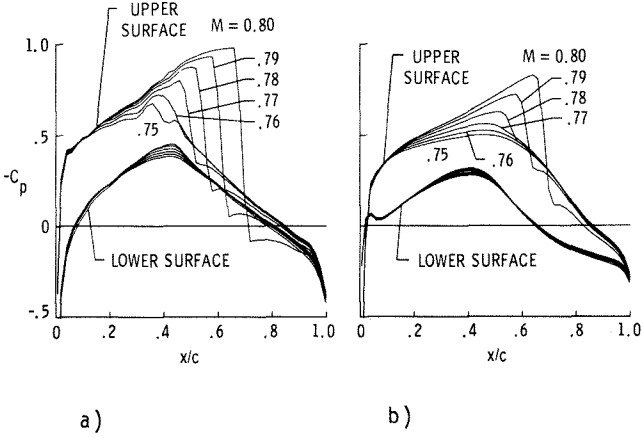 UPPER
SURFACE
M = 0.80
.79
.78
.77
.76
.75
LOWER SURFACE
1.0
.5
0
-.5
-Cp
0 .2 .4 .6 .8 1.0
x/c
a)
UPPER
SURFACE
M = 0.80
.79
.78
.77
.75
.76
LOWER SURFACE
0 .2 .4 .6 .8 1.0
x/c
b)